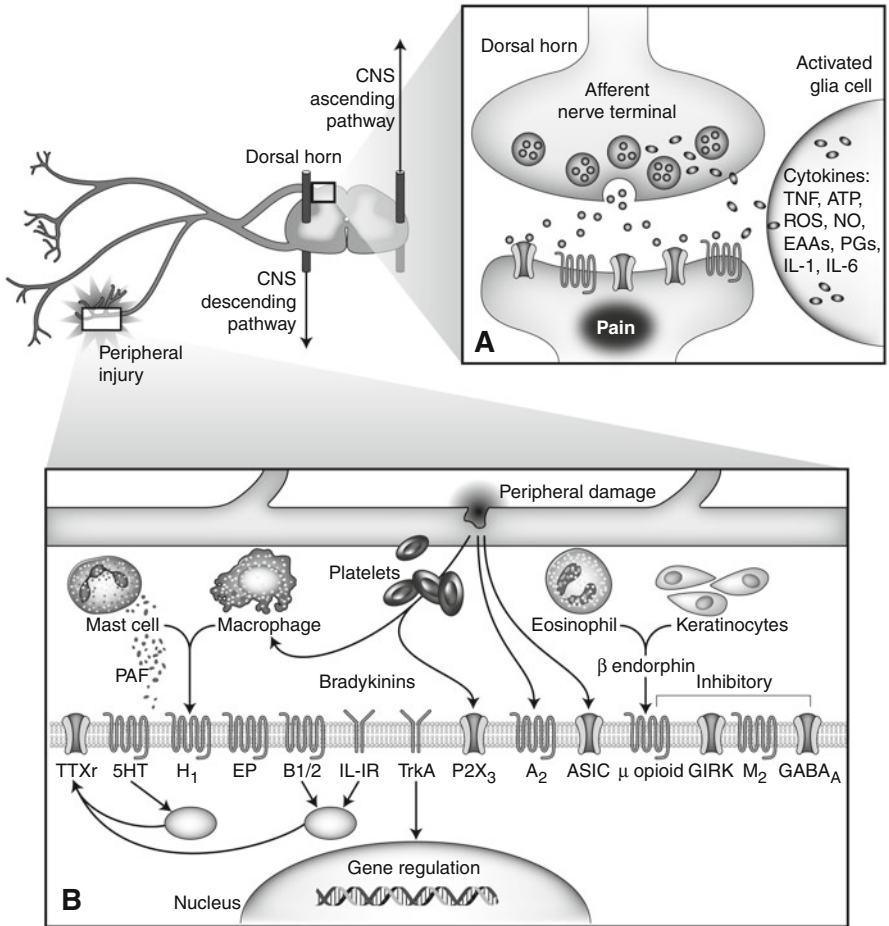 CNS
ascending
pathway
Dorsal horn
CNS
descending
pathway
Peripheral
injury
Dorsal horn
Afferent
nerve terminal
Activated
glia cell
Cytokines:
TNF, ATP,
ROS, NO,
EAAs, PGs,
IL-1, IL-6
Pain
A
Peripheral damage
Platelets
Mast cell
Macrophage
Eosinophil
Keratinocytes
PAF
Bradykinins
β endorphin
Inhibitory
TTXr 5HT H1 EP B1/2 IL-IR TrkA P2X3 A2 ASIC μ opioid GIRK M2 GABAA
Gene regulation
Nucleus
B